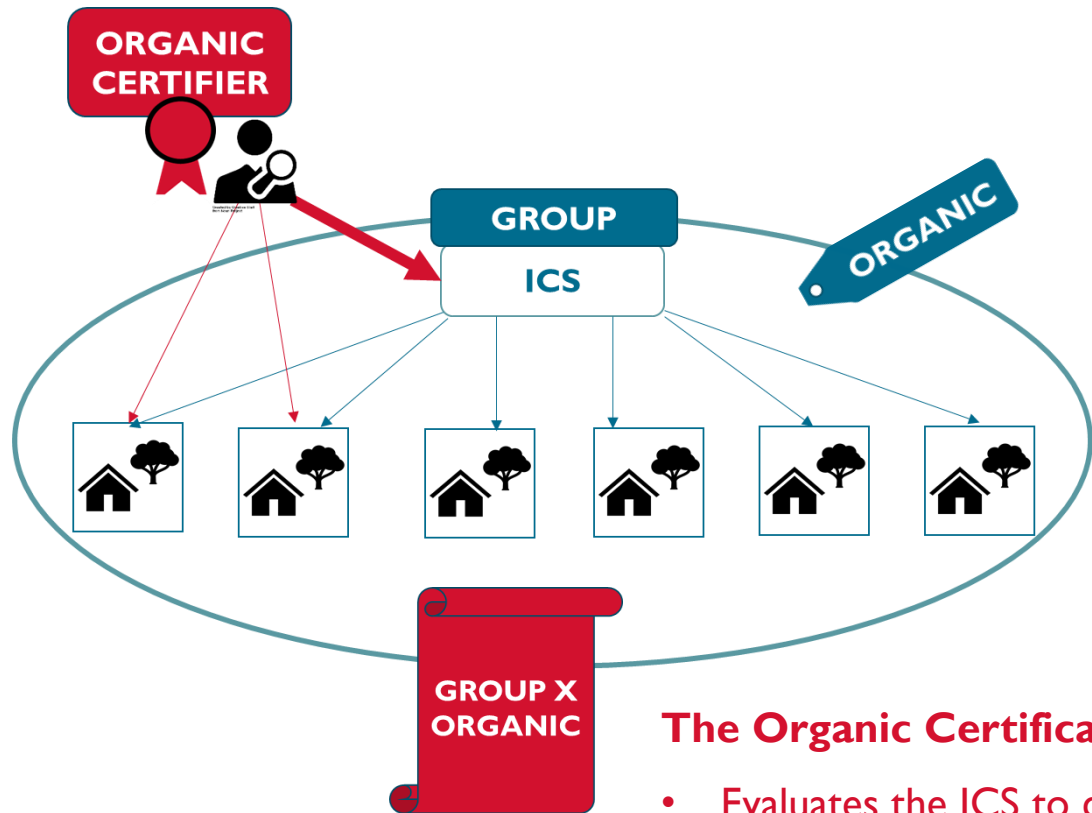 ORGANIC
CERTIFIER
GROUP
ICS
ORGANIC
GROUP X
ORGANIC
The Organic Certifica
• Evaluates the ICS to